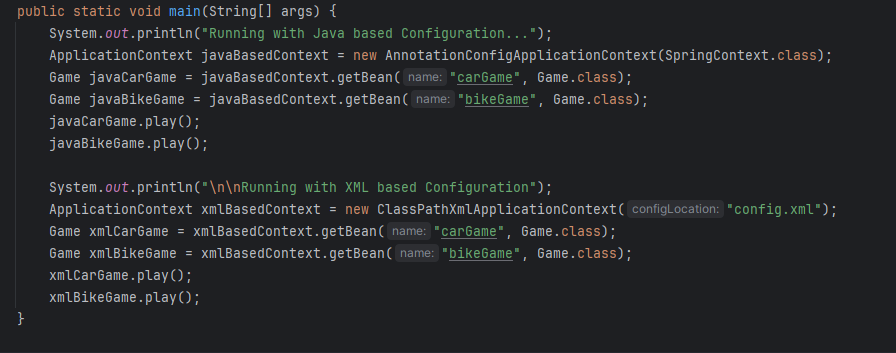 public static void main(String[] args) {
    System.out.println("Running with Java based Configuration...");
    ApplicationContext javaBasedContext = new AnnotationConfigApplicationContext(SpringContext.class);
    Game javaCarGame = javaBasedContext.getBean( name: "carGame", Game.class);
    Game javaBikeGame = javaBasedContext.getBean( name: "bikeGame", Game.class);
    javaCarGame.play();
    javaBikeGame.play();

    System.out.println("\n\nRunning with XML based Configuration");
    ApplicationContext xmlBasedContext = new ClassPathXmlApplicationContext( configLocation: "config.xml");
    Game xmlCarGame = xmlBasedContext.getBean( name: "carGame", Game.class);
    Game xmlBikeGame = xmlBasedContext.getBean( name: "bikeGame", Game.class);
    xmlCarGame.play();
    xmlBikeGame.play();
}